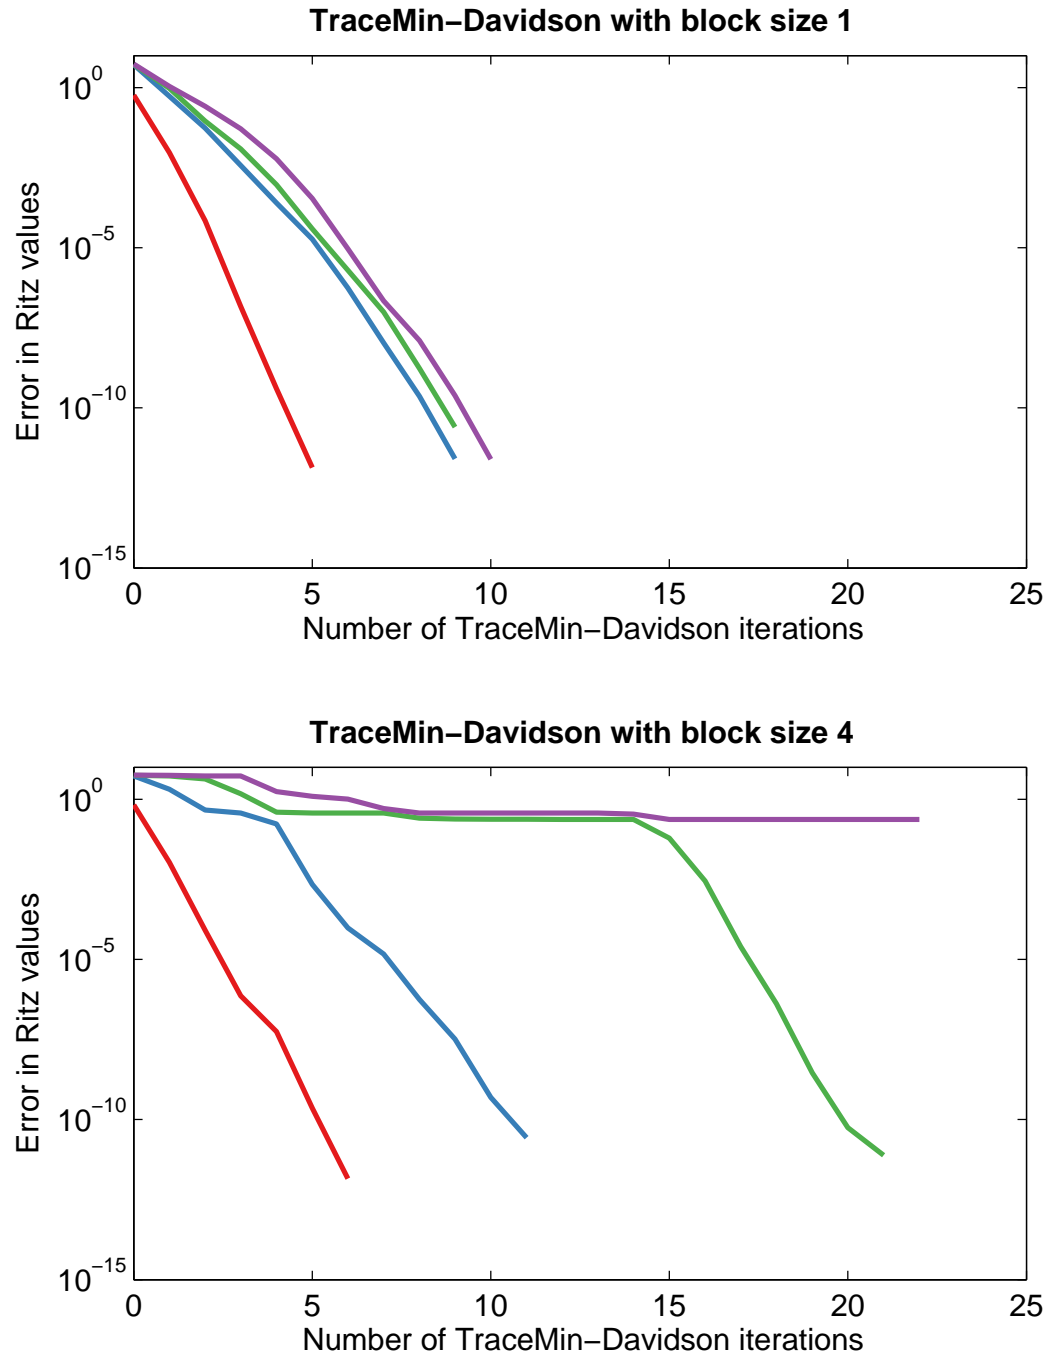 TraceMin−Davidson with block size 1
Error in Ritz values
10^0
10^−5
10^−10
10^−15
0 5 10 15 20 25
Number of TraceMin−Davidson iterations
TraceMin−Davidson with block size 4
Error in Ritz values
10^0
10^−5
10^−10
10^−15
0 5 10 15 20 25
Number of TraceMin−Davidson iterations